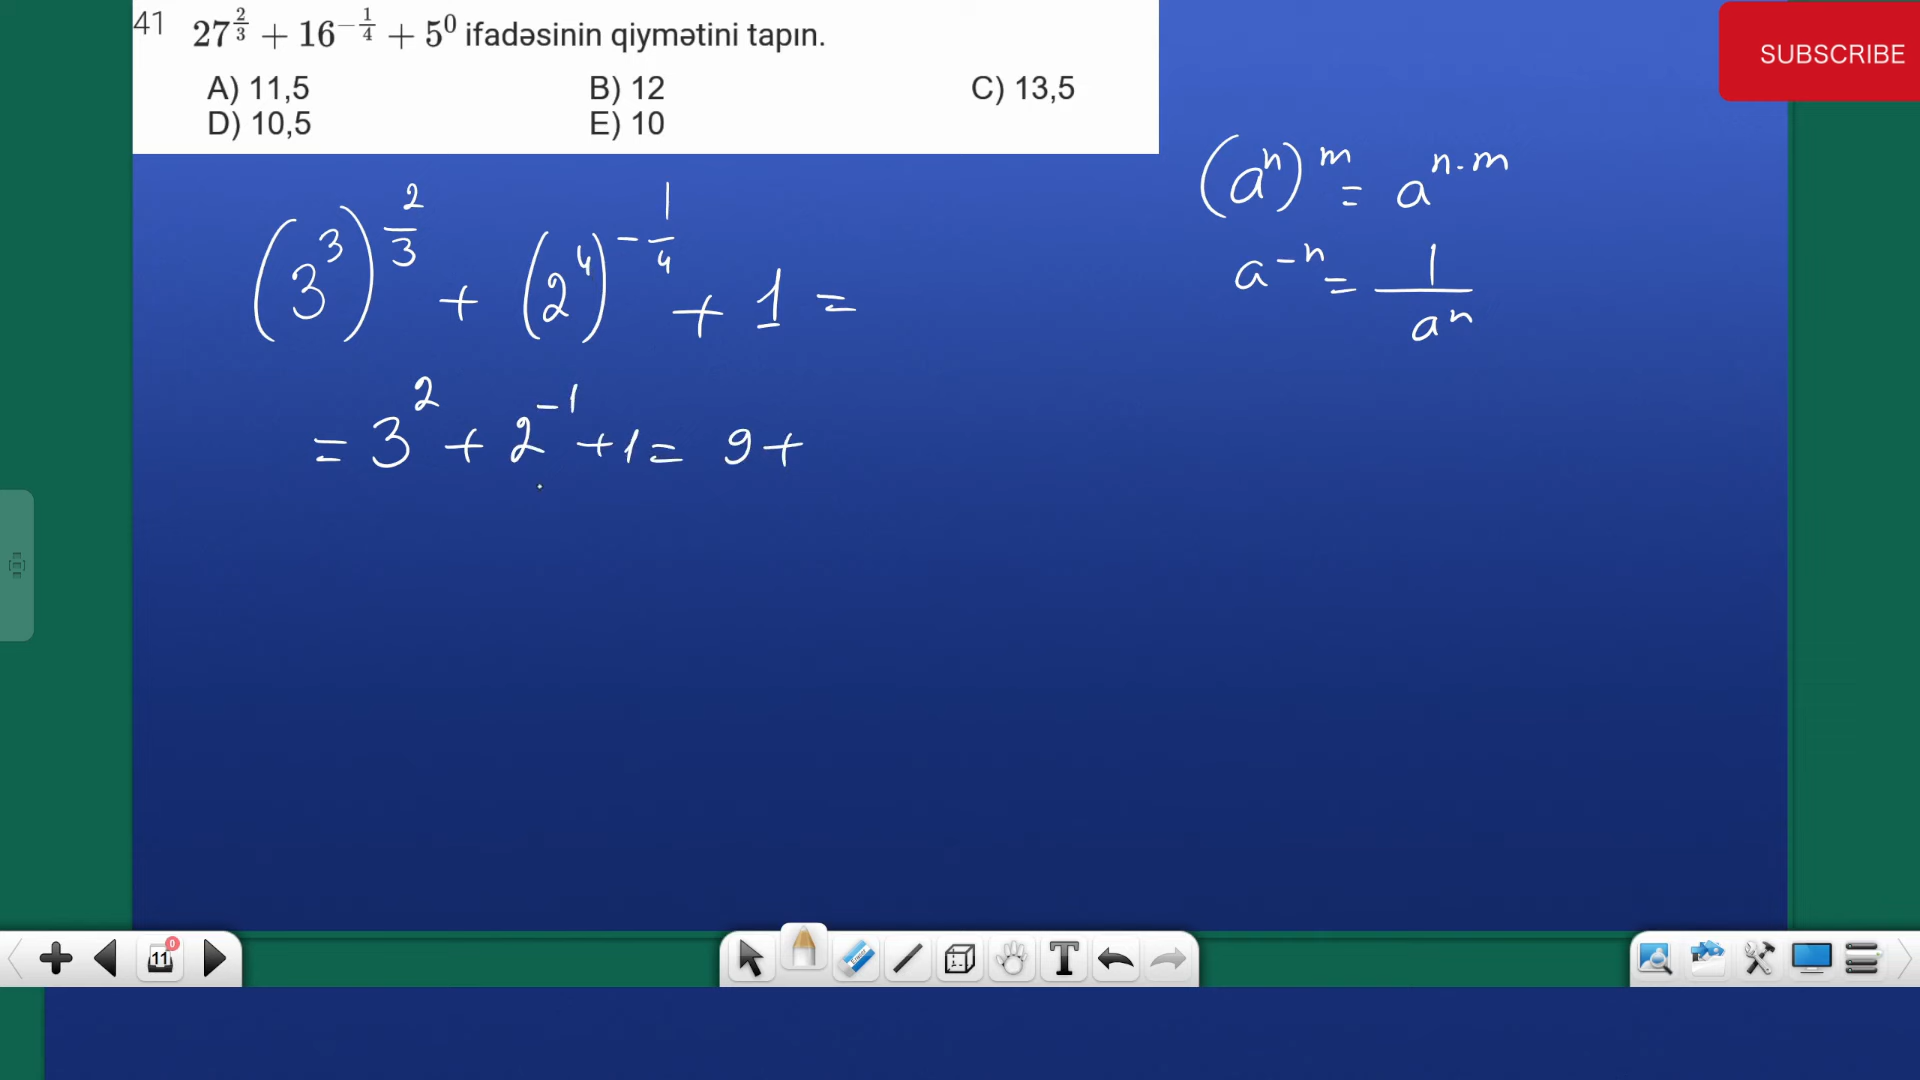 41 27^{2/3} + 16^{-1/4} + 5^0 ifadəsinin qiymətini tapın.
A) 11,5 B) 12 C) 13,5
D) 10,5 E) 10
SUBSCRIBE
(a^n)^m = a^{n·m}
a^{-n} = 1/a^n
(3^3)^{2/3} + (2^4)^{-1/4} + 1 =
= 3^2 + 2^{-1} + 1 = 9 +
11
0
T